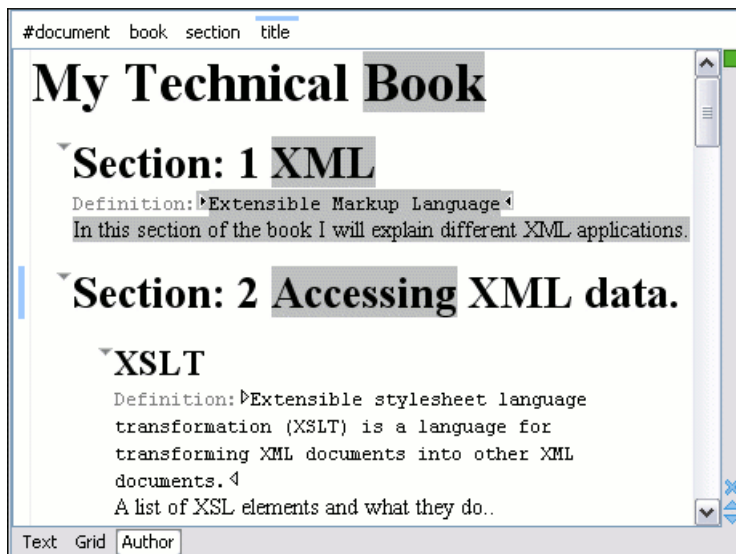 #document book section title
My Technical Book
Section: 1 XML
Definition: Extensible Markup Language
In this section of the book I will explain different XML applications.
Section: 2 Accessing XML data.
XSLT
Definition: Extensible stylesheet language
transformation (XSLT) is a language for
transforming XML documents into other XML
documents.
A list of XSL elements and what they do..
Text Grid Author